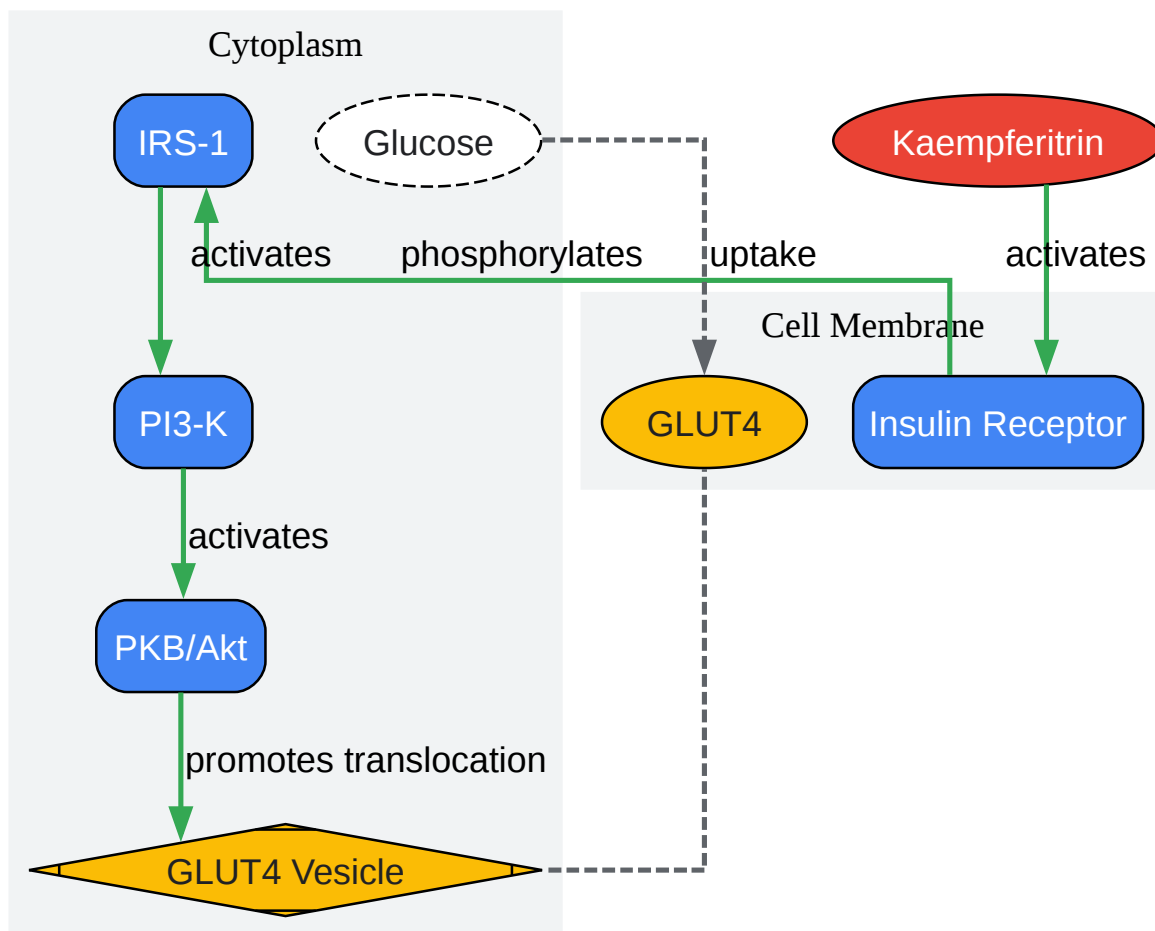 Cytoplasm
IRS-1
Glucose
Kaempferitrin
activates
phosphorylates
uptake
activates
Cell Membrane
PI3-K
GLUT4
Insulin Receptor
activates
PKB/Akt
promotes translocation
GLUT4 Vesicle